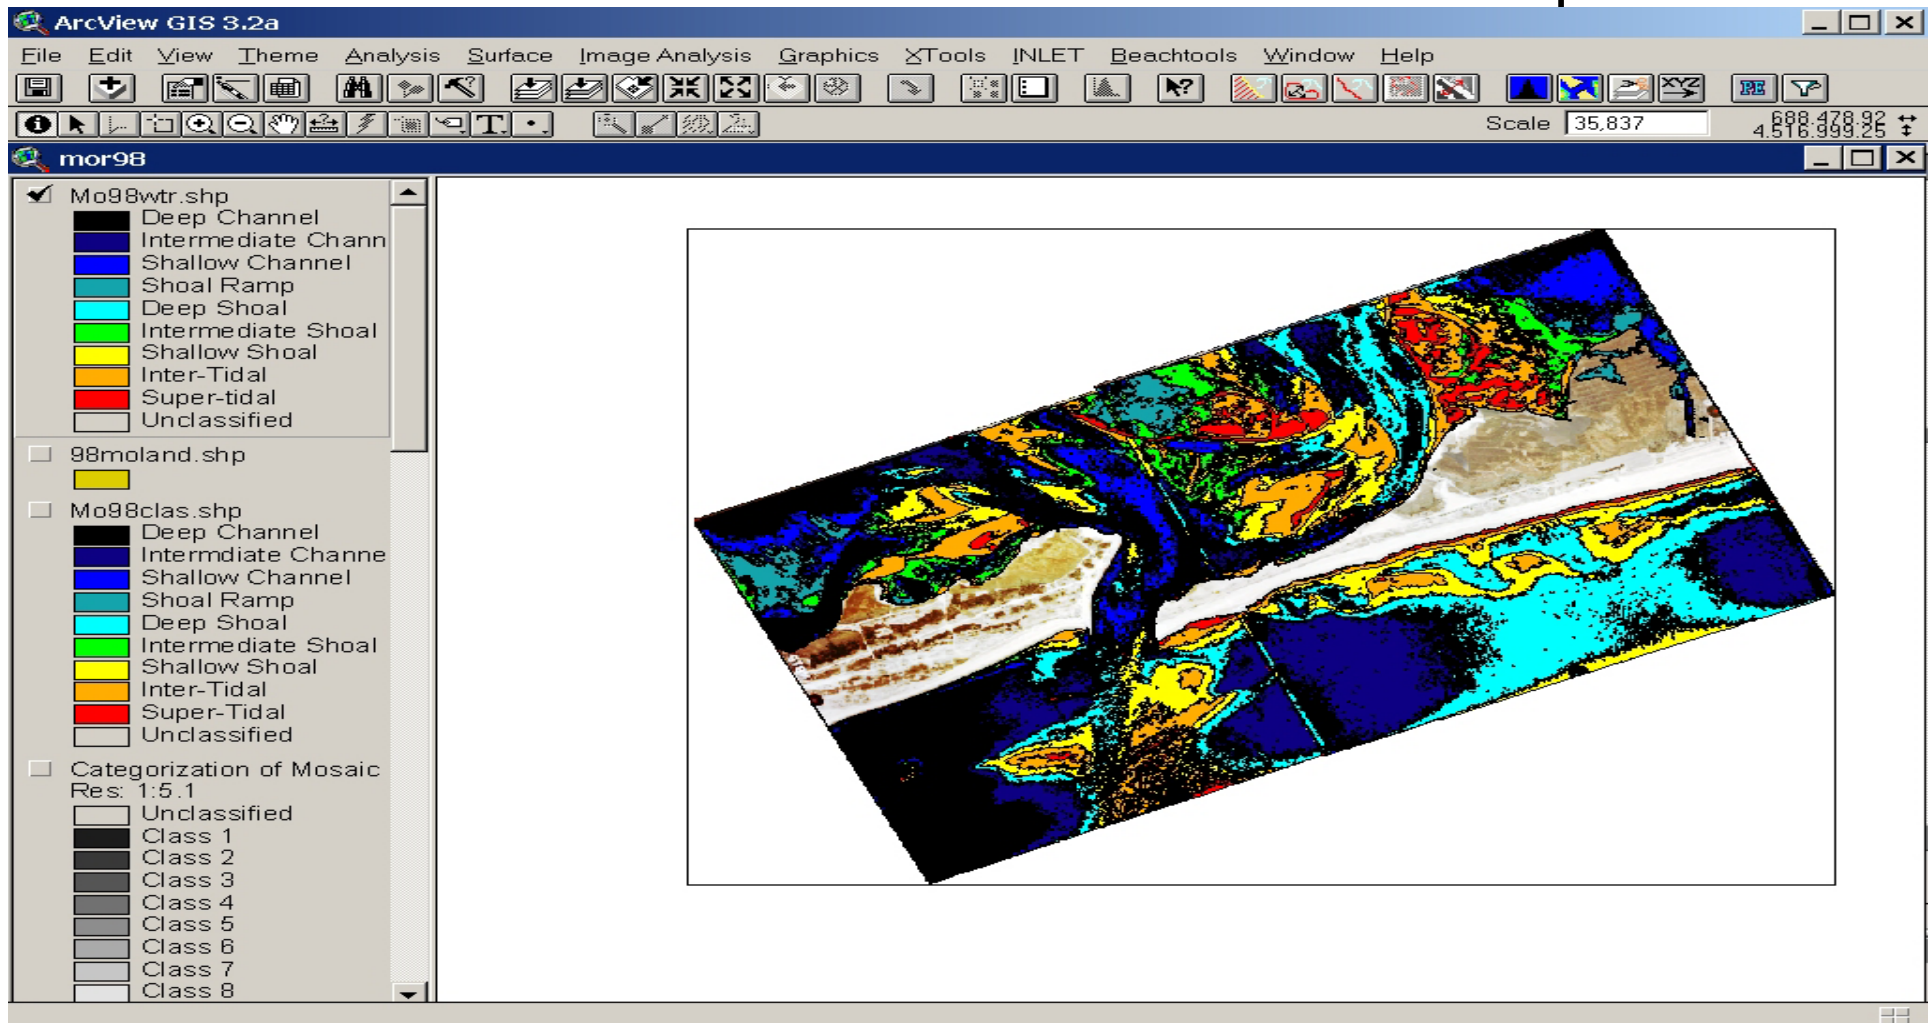 ArcView GIS 3.2a
File Edit View Theme Analysis Surface Image Analysis Graphics XTools INLET Beachtools Window Help
XYZ PE
T Scale 35,837 688,478.92
4,516,999.25
mor98
Mo98wtr.shp
Deep Channel
Intermediate Chann
Shallow Channel
Shoal Ramp
Deep Shoal
Intermediate Shoal
Shallow Shoal
Inter-Tidal
Super-tidal
Unclassified
98moland.shp
Mo98clas.shp
Deep Channel
Intermdiate Channe
Shallow Channel
Shoal Ramp
Deep Shoal
Intermediate Shoal
Shallow Shoal
Inter-Tidal
Super-Tidal
Unclassified
Categorization of Mosaic
Res: 1:5.1
Unclassified
Class 1
Class 2
Class 3
Class 4
Class 5
Class 6
Class 7
Class 8